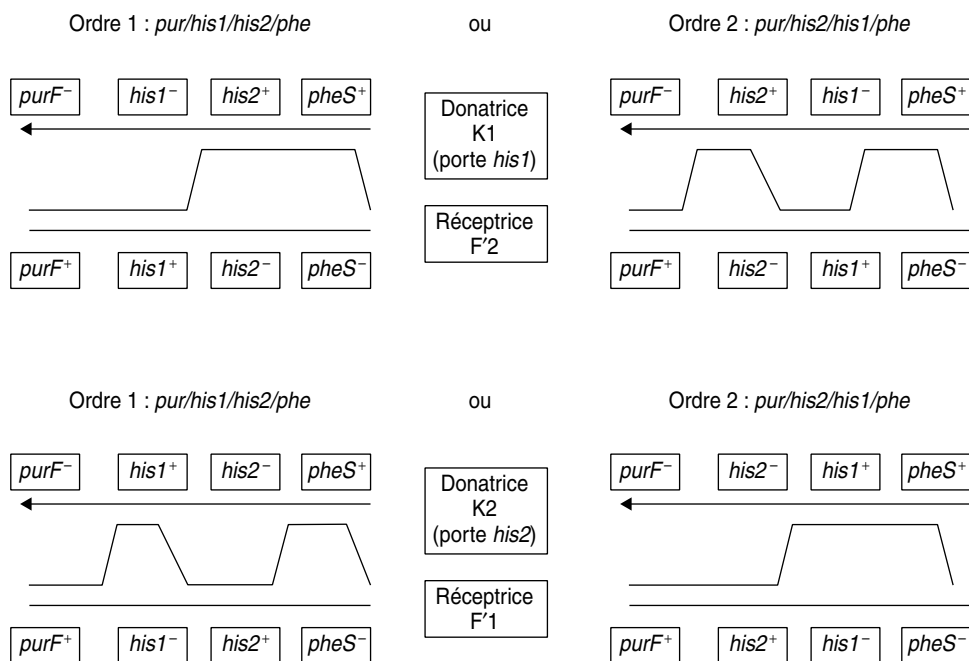 Ordre 1 : pur/his1/his2/phe ou Ordre 2 : pur/his2/his1/phe
purF⁻ his1⁻ his2⁺ pheS⁺
Donatrice
K1
(porte his1)
purF⁻ his2⁺ his1⁻ pheS⁺
Réceptrice
F′2
purF⁺ his1⁺ his2⁻ pheS⁻
purF⁺ his2⁻ his1⁺ pheS⁻
Ordre 1 : pur/his1/his2/phe ou Ordre 2 : pur/his2/his1/phe
purF⁻ his1⁺ his2⁻ pheS⁺
Donatrice
K2
(porte his2)
purF⁻ his2⁻ his1⁺ pheS⁺
Réceptrice
F′1
purF⁺ his1⁻ his2⁺ pheS⁻
purF⁺ his2⁺ his1⁻ pheS⁻